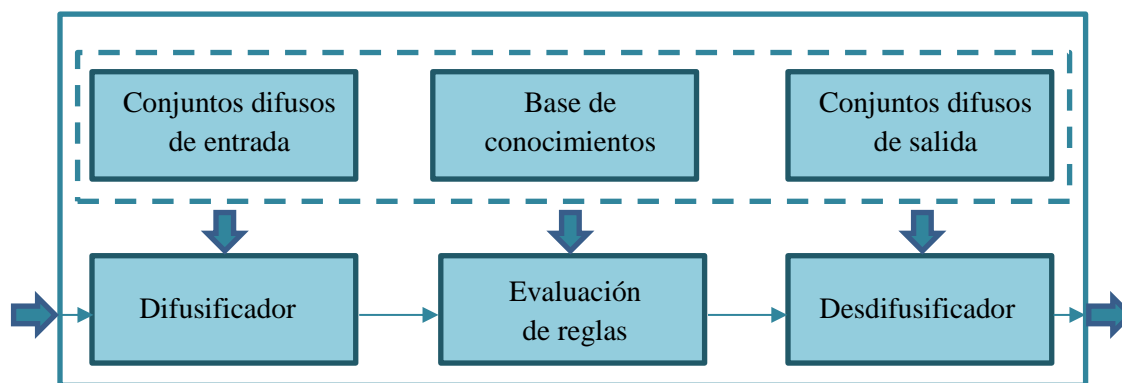 Conjuntos difusos
de entrada
Base de
conocimientos
Conjuntos difusos
de salida
Difusificador
Evaluación
de reglas
Desdifusificador